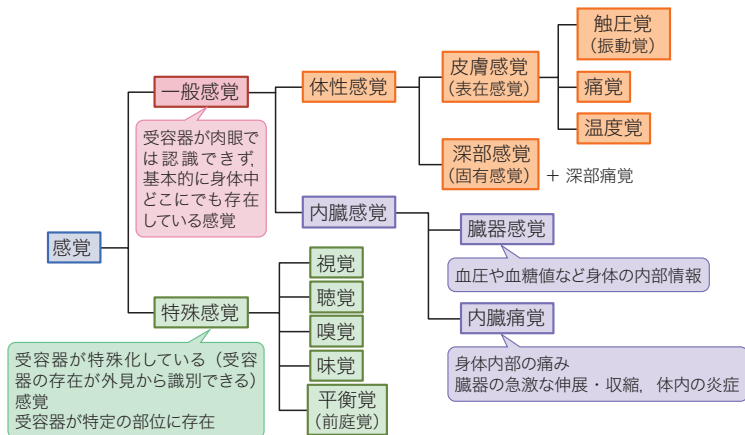 感覚
一般感覚
受容器が肉眼で
は認識できず,
基本的に身体中
どこにでも存在
している感覚
体性感覚
皮膚感覚
(表在感覚)
触圧覚
(振動覚)
痛覚
温度覚
深部感覚
(固有感覚)
+ 深部痛覚
内臓感覚
臓器感覚
血圧や血糖値など身体の内部情報
内臓痛覚
身体内部の痛み
臓器の急激な伸展・収縮, 体内の炎症
特殊感覚
受容器が特殊化している(受容
器の存在が外見から識別できる)
感覚
受容器が特定の部位に存在
視覚
聴覚
嗅覚
味覚
平衡覚
(前庭覚)